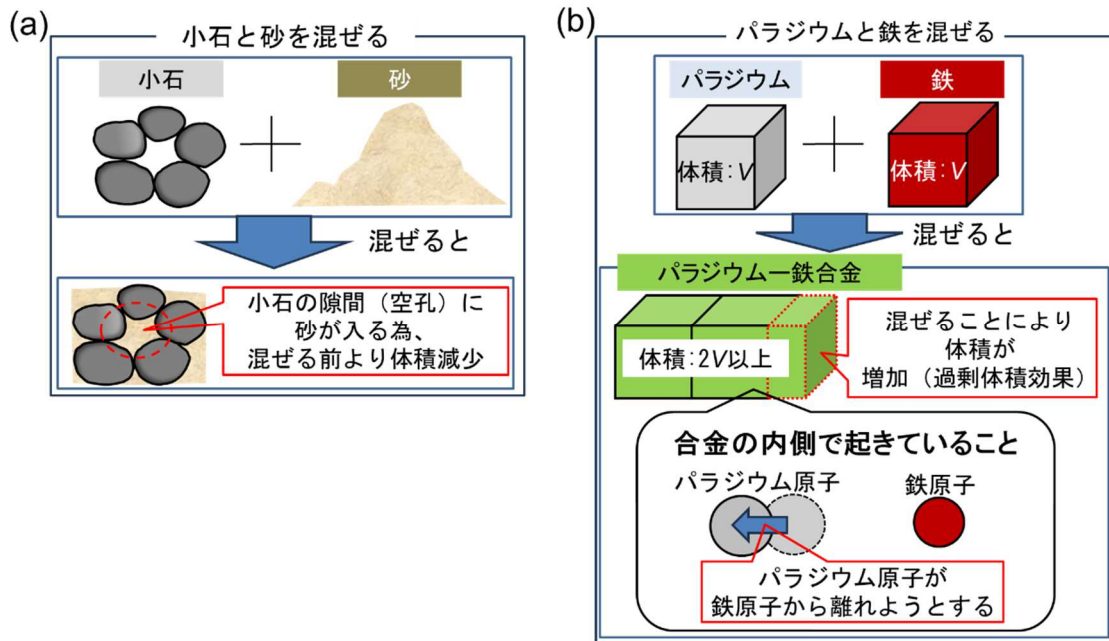 (a)
小石と砂を混ぜる
小石
砂
混ぜると
小石の隙間（空孔）に
砂が入る為、
混ぜる前より体積減少
(b)
パラジウムと鉄を混ぜる
パラジウム
鉄
体積：V
体積：V
混ぜると
パラジウムー鉄合金
体積：2V以上
混ぜることにより
体積が
増加（過剰体積効果）
合金の内側で起きていること
パラジウム原子
鉄原子
パラジウム原子が
鉄原子から離れようとする